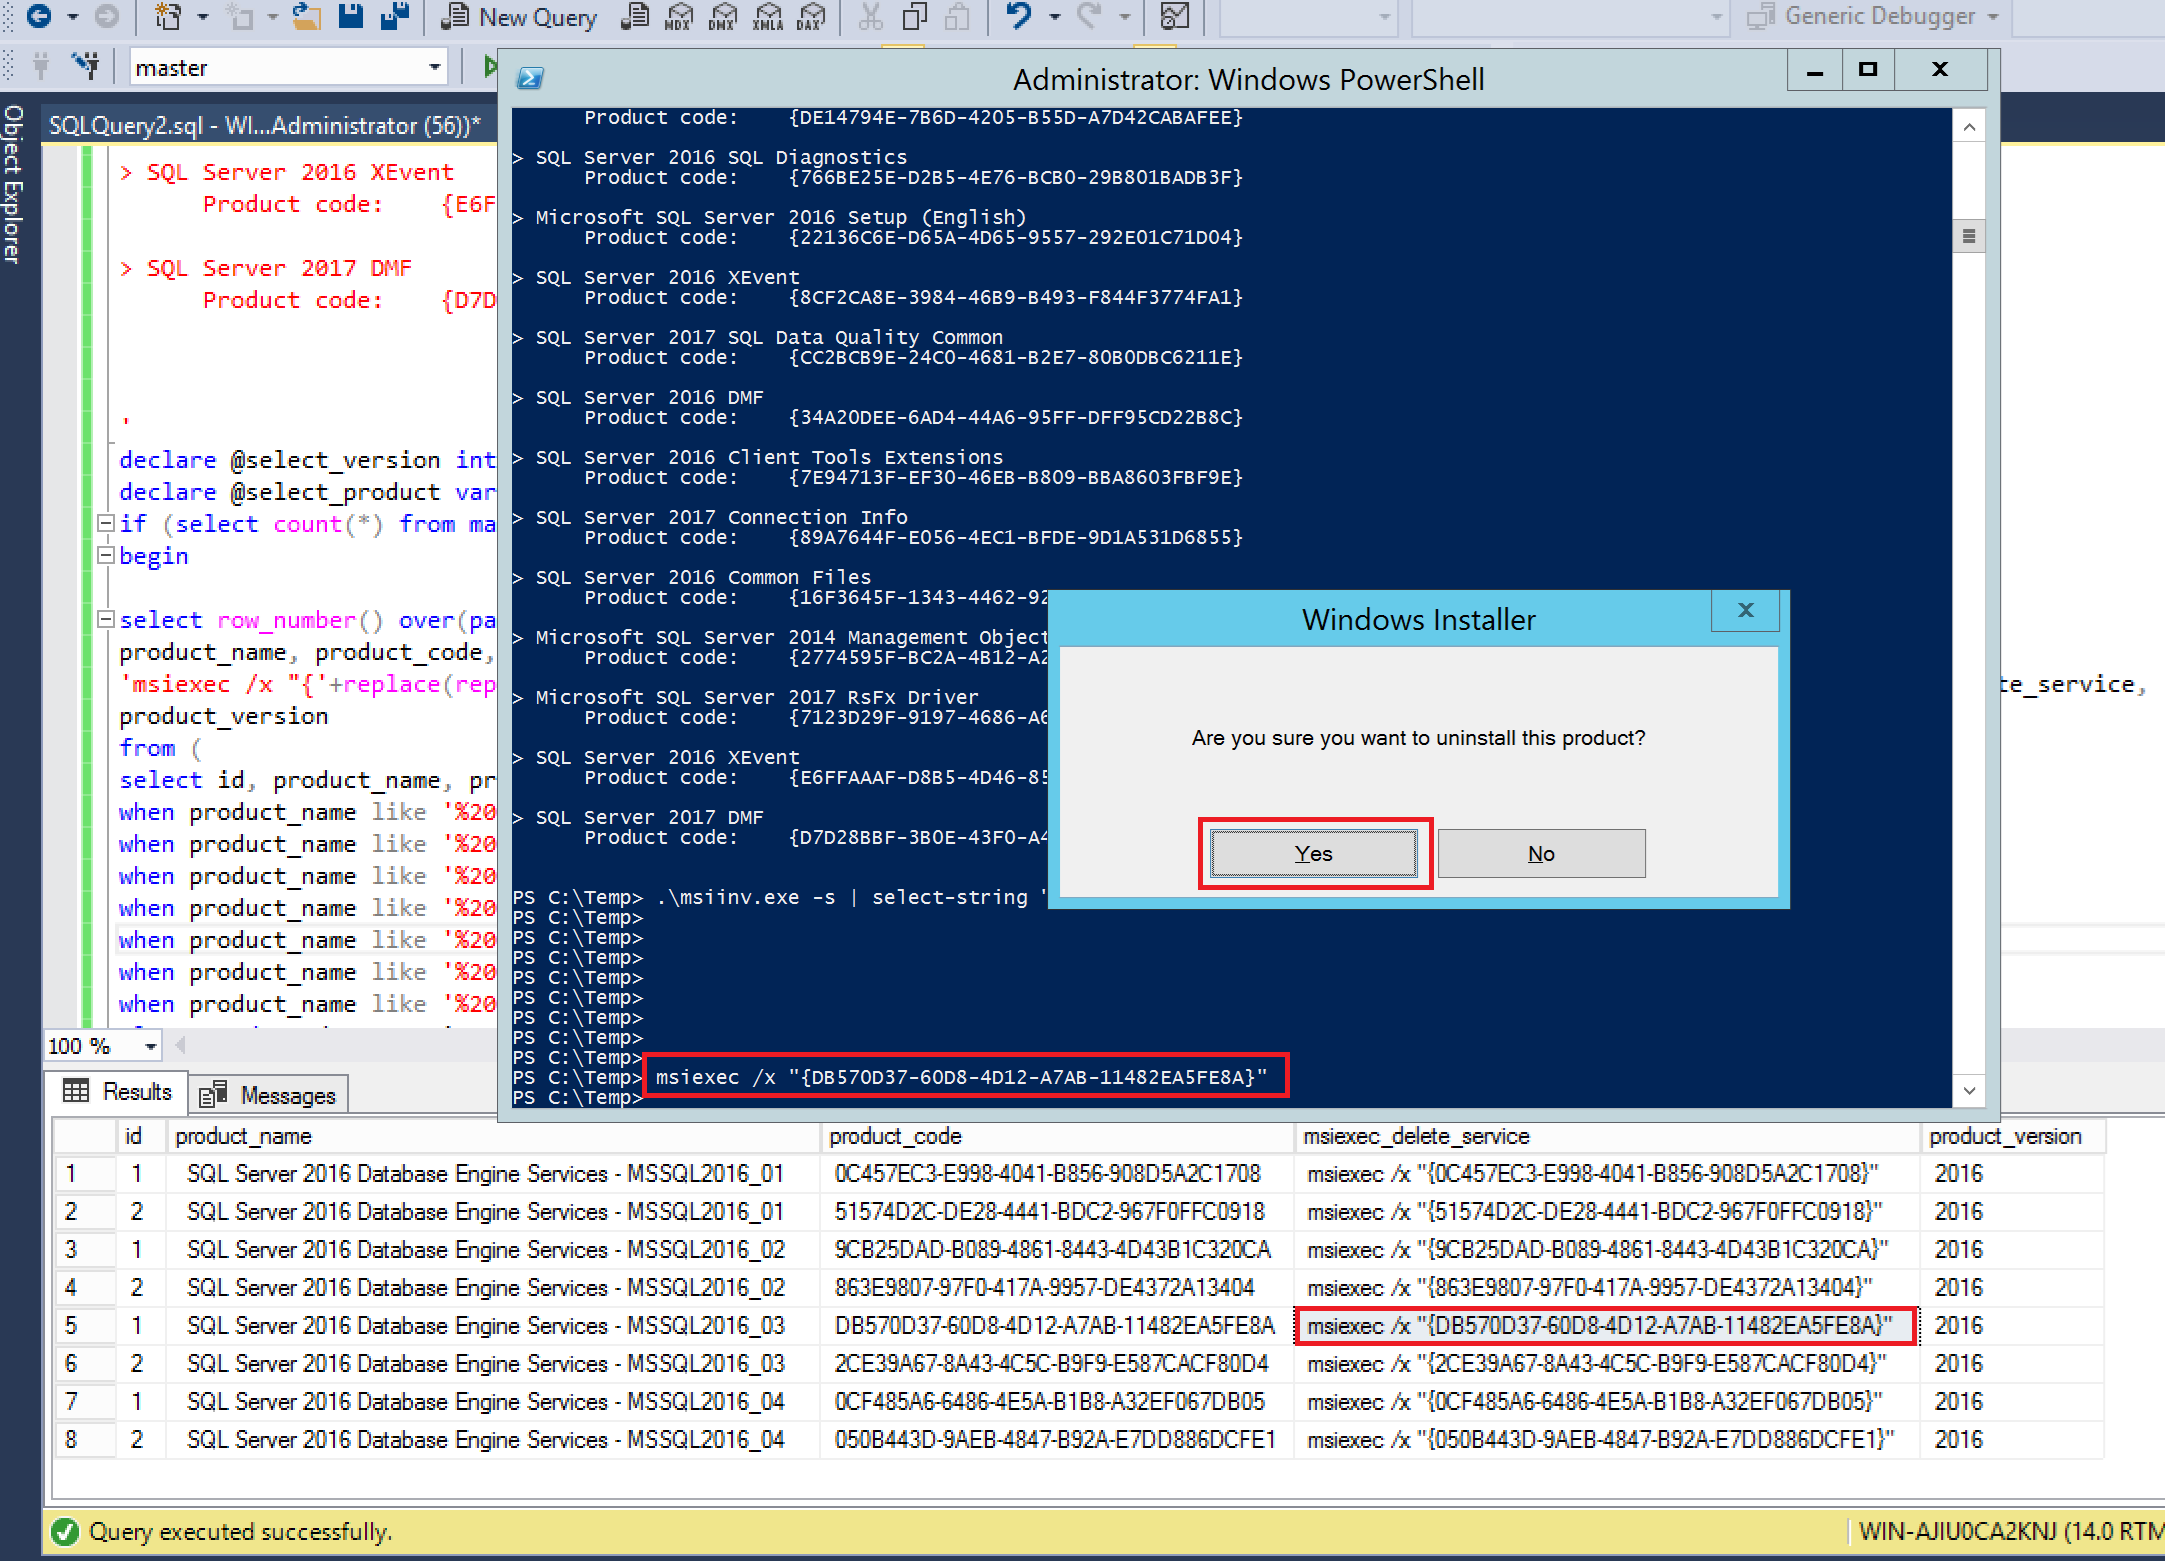 New Query
MDX
DMX
XMLA
DAX
Generic Debugger
master
Object Explorer
SQLQuery2.sql - WI...Administrator (56))*
> SQL Server 2016 XEvent
Product code: {E6F
> SQL Server 2017 DMF
Product code: {D7D
'
declare @select_version int
declare @select_product var
if (select count(*) from ma
begin
select row_number() over(pa
product_name, product_code,
'msiexec /x "{'+replace(rep
te_service,
product_version
from (
select id, product_name, pr
when product_name like '%20
when product_name like '%20
when product_name like '%20
when product_name like '%20
when product_name like '%20
when product_name like '%20
when product_name like '%20
100 %
Administrator: Windows PowerShell
Product code: {DE14794E-7B6D-4205-B55D-A7D42CABAFEE}
> SQL Server 2016 SQL Diagnostics
Product code: {766BE25E-D2B5-4E76-BCB0-29B801BADB3F}
> Microsoft SQL Server 2016 Setup (English)
Product code: {22136C6E-D65A-4D65-9557-292E01C71D04}
> SQL Server 2016 XEvent
Product code: {8CF2CA8E-3984-46B9-B493-F844F3774FA1}
> SQL Server 2017 SQL Data Quality Common
Product code: {CC2BCB9E-24C0-4681-B2E7-80B0DBC6211E}
> SQL Server 2016 DMF
Product code: {34A20DEE-6AD4-44A6-95FF-DFF95CD22B8C}
> SQL Server 2016 Client Tools Extensions
Product code: {7E94713F-EF30-46EB-B809-BBA8603FBF9E}
> SQL Server 2017 Connection Info
Product code: {89A7644F-E056-4EC1-BFDE-9D1A531D6855}
> SQL Server 2016 Common Files
Product code: {16F3645F-1343-4462-92
> Microsoft SQL Server 2014 Management Object
Product code: {2774595F-BC2A-4B12-A2
> Microsoft SQL Server 2017 RsFx Driver
Product code: {7123D29F-9197-4686-A6
> SQL Server 2016 XEvent
Product code: {E6FFAAAF-D8B5-4D46-85
> SQL Server 2017 DMF
Product code: {D7D28BBF-3B0E-43F0-A4
PS C:\Temp> .\msiinv.exe -s | select-string '
PS C:\Temp>
PS C:\Temp>
PS C:\Temp>
PS C:\Temp>
PS C:\Temp>
PS C:\Temp>
PS C:\Temp>
PS C:\Temp>
PS C:\Temp> msiexec /x "{DB570D37-60D8-4D12-A7AB-11482EA5FE8A}"
PS C:\Temp>
Windows Installer
X
Are you sure you want to uninstall this product?
Yes
No
Results
Messages
id product_name product_code msiexec_delete_service product_version
1 1 SQL Server 2016 Database Engine Services - MSSQL2016_01 0C457EC3-E998-4041-B856-908D5A2C1708 msiexec /x "{0C457EC3-E998-4041-B856-908D5A2C1708}" 2016
2 2 SQL Server 2016 Database Engine Services - MSSQL2016_01 51574D2C-DE28-4441-BDC2-967F0FFC0918 msiexec /x "{51574D2C-DE28-4441-BDC2-967F0FFC0918}" 2016
3 1 SQL Server 2016 Database Engine Services - MSSQL2016_02 9CB25DAD-B089-4861-8443-4D43B1C320CA msiexec /x "{9CB25DAD-B089-4861-8443-4D43B1C320CA}" 2016
4 2 SQL Server 2016 Database Engine Services - MSSQL2016_02 863E9807-97F0-417A-9957-DE4372A13404 msiexec /x "{863E9807-97F0-417A-9957-DE4372A13404}" 2016
5 1 SQL Server 2016 Database Engine Services - MSSQL2016_03 DB570D37-60D8-4D12-A7AB-11482EA5FE8A msiexec /x "{DB570D37-60D8-4D12-A7AB-11482EA5FE8A}" 2016
6 2 SQL Server 2016 Database Engine Services - MSSQL2016_03 2CE39A67-8A43-4C5C-B9F9-E587CACF80D4 msiexec /x "{2CE39A67-8A43-4C5C-B9F9-E587CACF80D4}" 2016
7 1 SQL Server 2016 Database Engine Services - MSSQL2016_04 0CF485A6-6486-4E5A-B1B8-A32EF067DB05 msiexec /x "{0CF485A6-6486-4E5A-B1B8-A32EF067DB05}" 2016
8 2 SQL Server 2016 Database Engine Services - MSSQL2016_04 050B443D-9AEB-4847-B92A-E7DD886DCFE1 msiexec /x "{050B443D-9AEB-4847-B92A-E7DD886DCFE1}" 2016
Query executed successfully.
WIN-AJIU0CA2KNJ (14.0 RTM